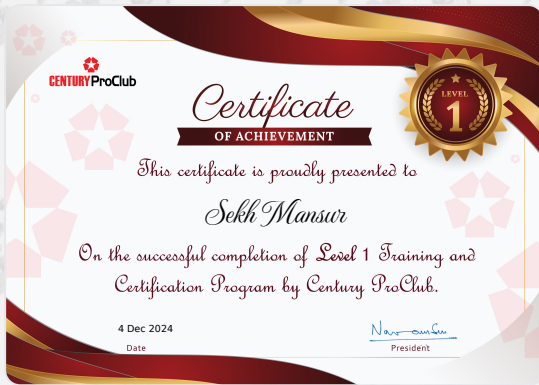 CENTURY ProClub
Certificate
OF ACHIEVEMENT
LEVEL
1
This certificate is proudly presented to
Sekh Mansur
On the successful completion of Level 1 Training and
Certification Program by Century ProClub.
4 Dec 2024
Date
President